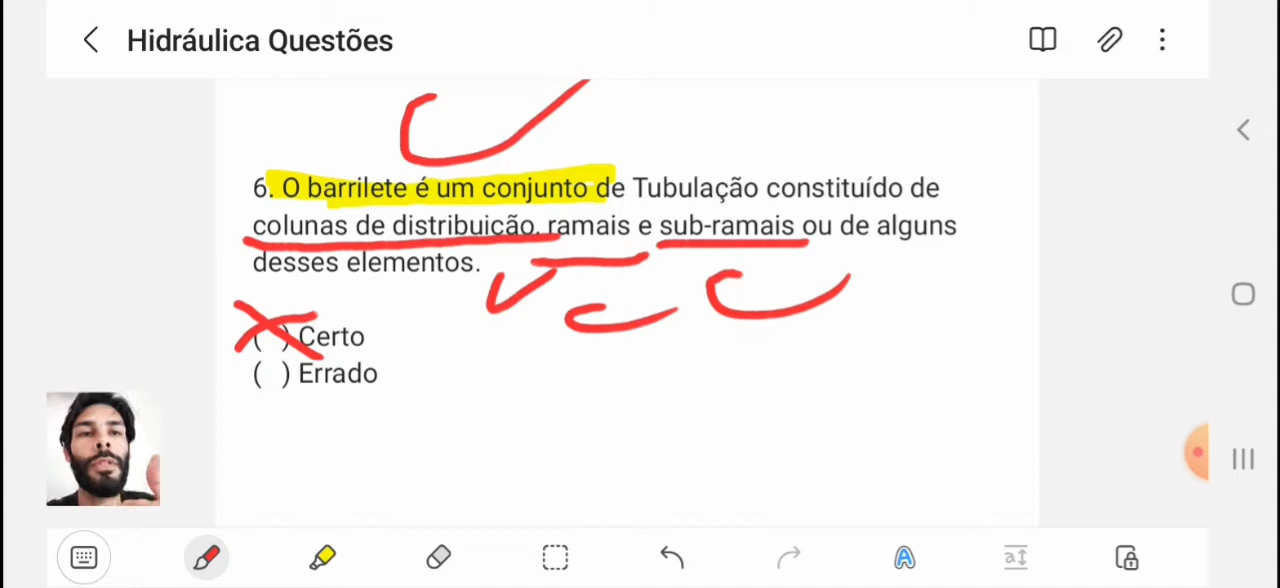 Hidráulica Questões
6. O barrilete é um conjunto de Tubulação constituído de
colunas de distribuição, ramais e sub-ramais ou de alguns
desses elementos.
( ) Certo
( ) Errado
A
a